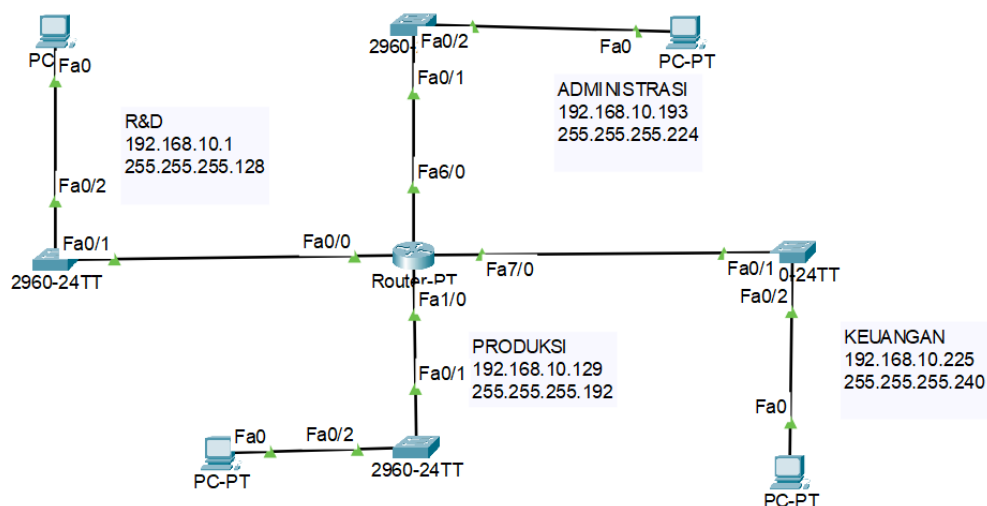 2960-
Fa0/2
Fa0
PC-PT
PC
Fa0
Fa0/1
ADMINISTRASI
192.168.10.193
255.255.255.224
R&D
192.168.10.1
255.255.255.128
Fa0/2
Fa6/0
Fa0/1
2960-24TT
Fa0/0
Router-PT
Fa7/0
Fa0/1
0-24TT
Fa0/2
Fa1/0
PRODUKSI
192.168.10.129
255.255.255.192
KEUANGAN
192.168.10.225
255.255.255.240
Fa0/1
Fa0
Fa0
Fa0/2
PC-PT
2960-24TT
PC-PT